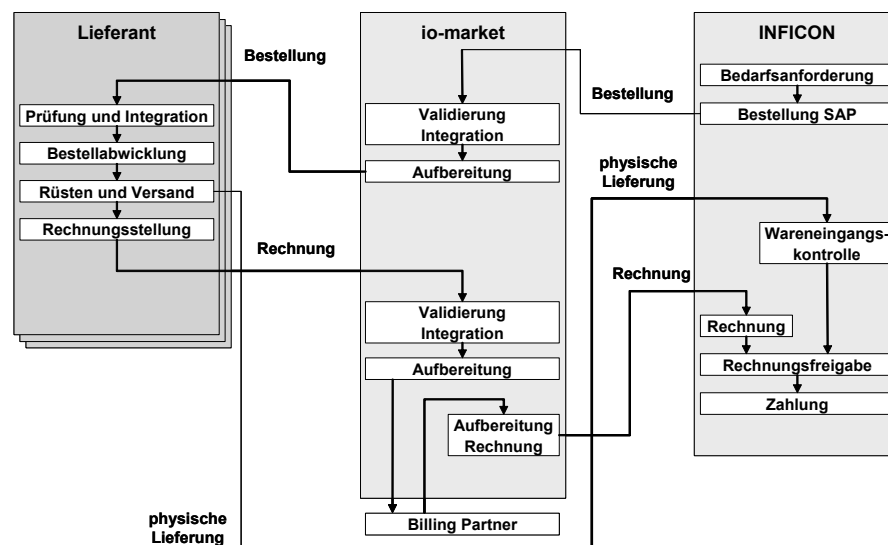 Lieferant
Prüfung und Integration
Bestellabwicklung
Rüsten und Versand
Rechnungsstellung
Bestellung
Rechnung
physische
Lieferung
io-market
Validierung
Integration
Aufbereitung
Validierung
Integration
Aufbereitung
Aufbereitung
Rechnung
Billing Partner
Bestellung
physische
Lieferung
Rechnung
INFICON
Bedarfsanforderung
Bestellung SAP
Wareneingangs-
kontrolle
Rechnung
Rechnungsfreigabe
Zahlung